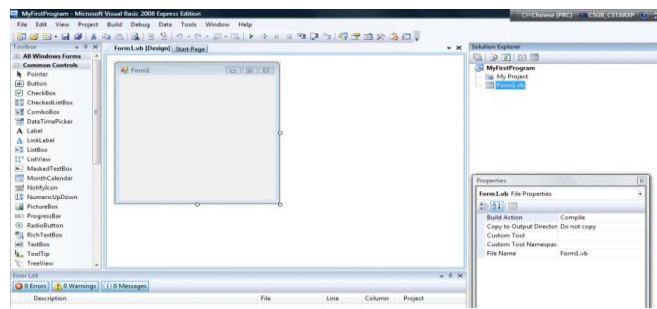 MyFirstProgram - Microsoft Visual Basic 2008 Express Edition
CH Chinese (PRC)
File Edit View Project Build Debug Data Tools Window Help
Toolbox
Form1.vb [Design] Start Page
Solution Explorer
All Windows Forms
Common Controls
Pointer
Button
CheckBox
CheckedListBox
ComboBox
DateTimePicker
Label
LinkLabel
ListBox
ListView
MaskedTextBox
MonthCalendar
NotifyIcon
NumericUpDown
PictureBox
ProgressBar
RadioButton
RichTextBox
TextBox
ToolTip
TreeView
Form1
MyFirstProgram
My Project
Form1.vb
Properties
Form1.vb File Properties
Build Action Compile
Copy to Output Director Do not copy
Custom Tool
Custom Tool Namespac
File Name Form1.vb
Error List
0 Errors 0 Warnings 0 Messages
Description File Line Column Project